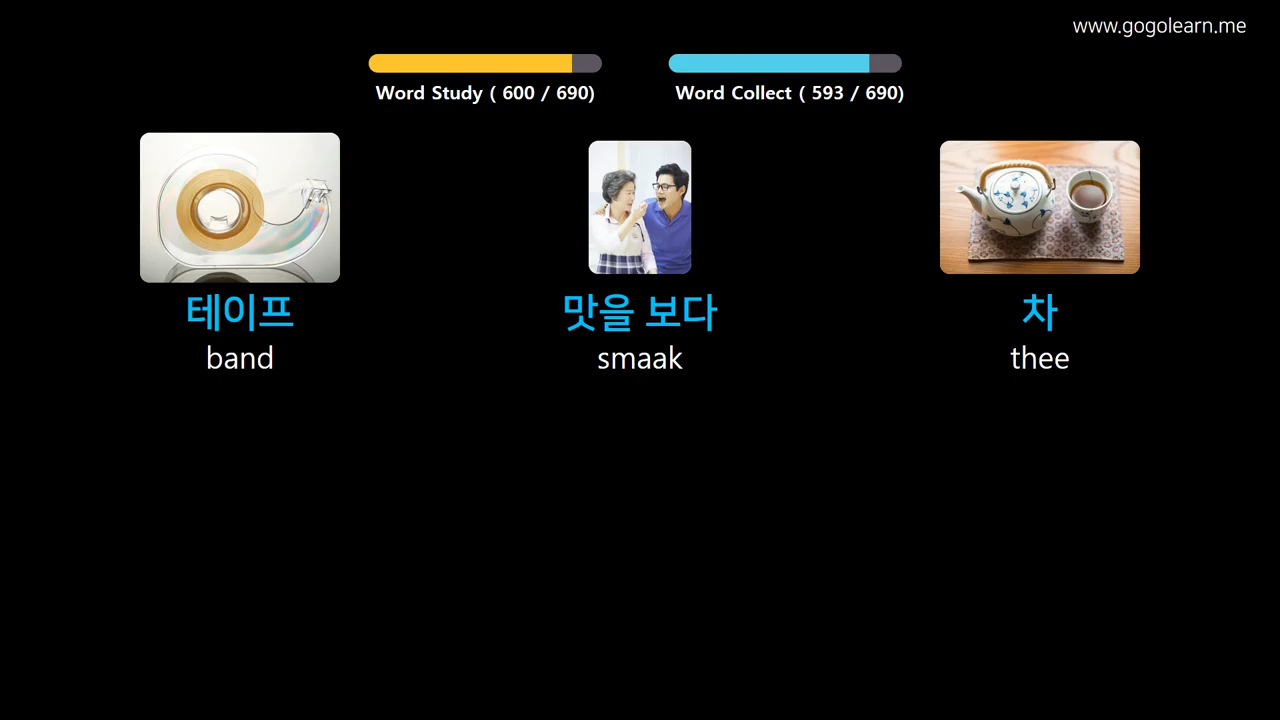 www.gogolearn.me
Word Study ( 600 / 690)
Word Collect ( 593 / 690)
테이프
맛을 보다
차
band
smaak
thee